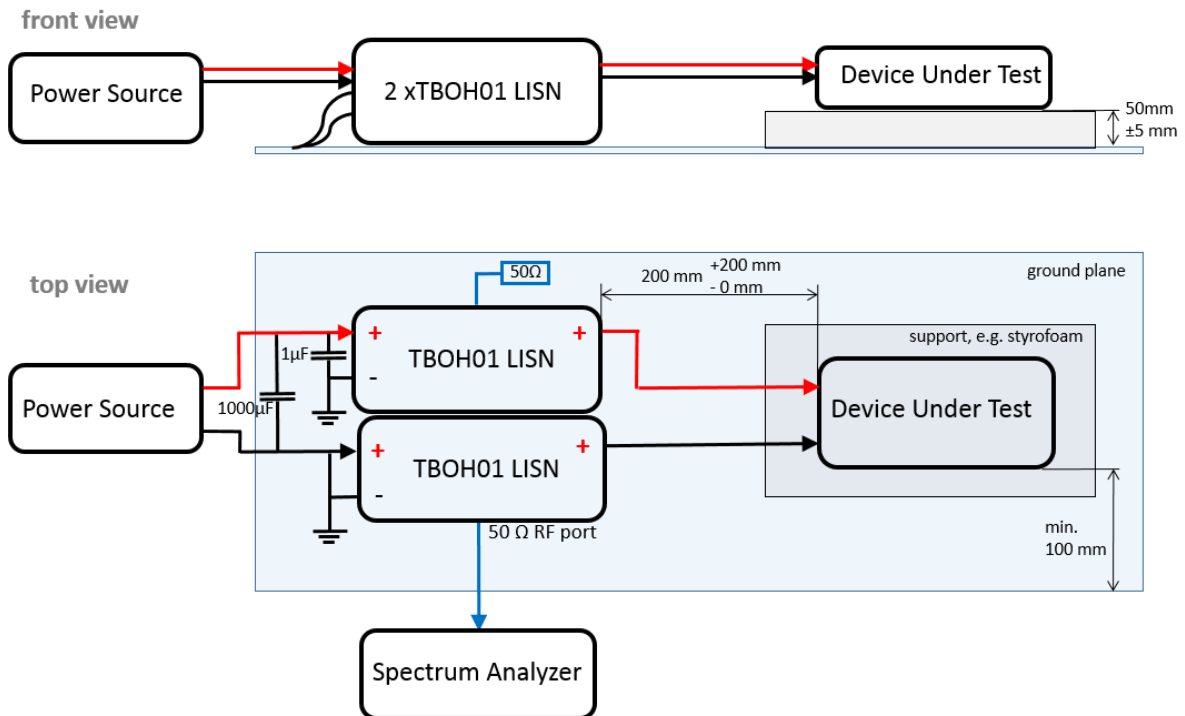 front view
Power Source
2 xTBOH01 LISN
Device Under Test
50mm
±5 mm
top view
50Ω
200 mm
+200 mm
- 0 mm
ground plane
+
+
1µF
TBOH01 LISN
-
support, e.g. styrofoam
Power Source
1000µF
Device Under Test
+
+
TBOH01 LISN
-
50 Ω RF port
min.
100 mm
Spectrum Analyzer